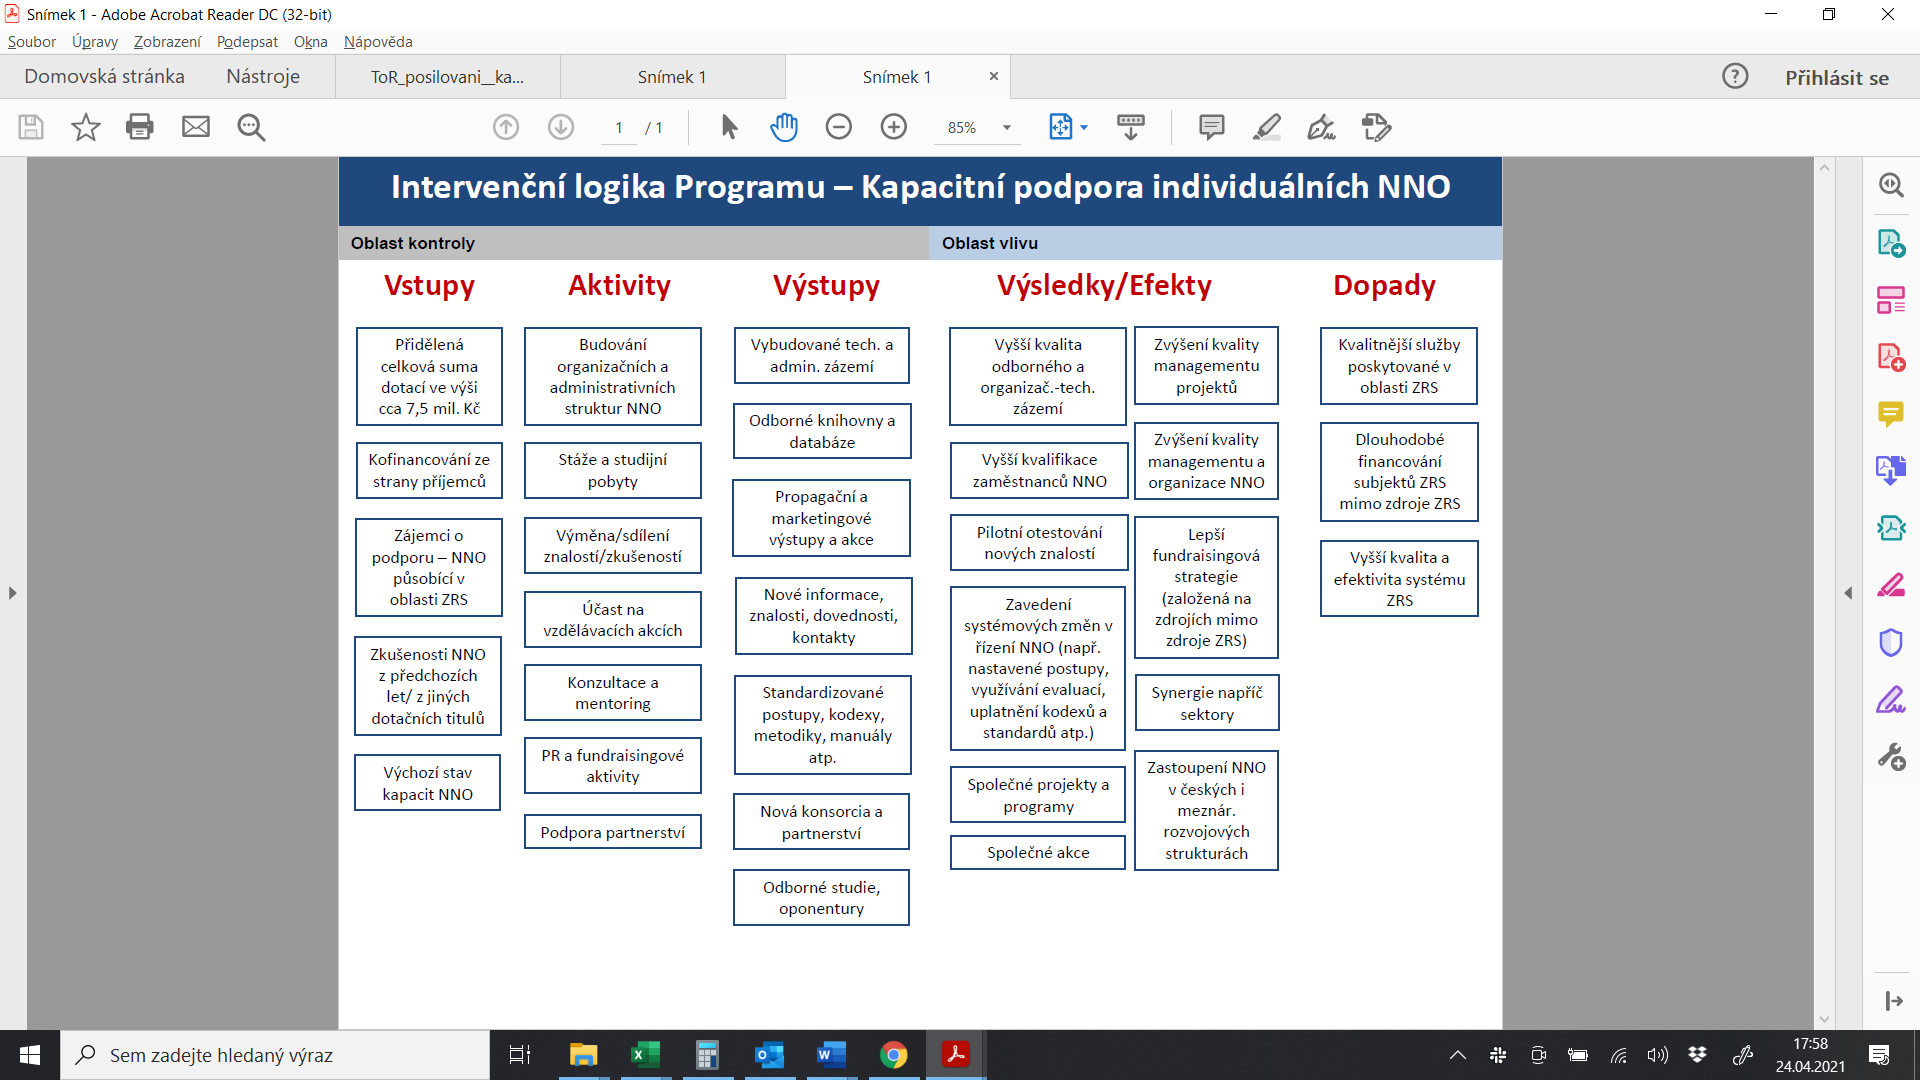 Snímek 1 - Adobe Acrobat Reader DC (32-bit)
Soubor Úpravy Zobrazení Podepsat Okna Nápověda
Domovská stránka Nástroje ToR_posilovani__ka... Snímek 1 Snímek 1 Přihlásit se
1 / 1 85%
Intervenční logika Programu – Kapacitní podpora individuálních NNO
Oblast kontroly
Oblast vlivu
Vstupy
Přidělená
celková suma
dotací ve výši
cca 7,5 mil. Kč
Kofinancování ze
strany příjemců
Zájemci o
podporu – NNO
působící v
oblasti ZRS
Zkušenosti NNO
z předchozích
let/ z jiných
dotačních titulů
Výchozí stav
kapacit NNO
Aktivity
Budování
organizačních a
administrativních
struktur NNO
Stáže a studijní
pobyty
Výměna/sdílení
znalostí/zkušeností
Účast na
vzdělávacích akcích
Konzultace a
mentoring
PR a fundraisingové
aktivity
Podpora partnerství
Výstupy
Vybudované tech. a
admin. zázemí
Odborné knihovny a
databáze
Propagační a
marketingové
výstupy a akce
Nové informace,
znalosti, dovednosti,
kontakty
Standardizované
postupy, kodexy,
metodiky, manuály
atp.
Nová konsorcia a
partnerství
Odborné studie,
oponentury
Výsledky/Efekty
Vyšší kvalita
odborného a
organizač.-tech.
zázemí
Vyšší kvalifikace
zaměstnanců NNO
Pilotní otestování
nových znalostí
Zavedení
systémových změn v
řízení NNO (např.
nastavené postupy,
využívání evaluací,
uplatnění kodexů a
standardů atp.)
Společné projekty a
programy
Společné akce
Zvýšení kvality
managementu
projektů
Zvýšení kvality
managementu a
organizace NNO
Lepší
fundraisingová
strategie
(založená na
zdrojích mimo
zdroje ZRS)
Synergie napříč
sektory
Zastoupení NNO
v českých i
meznár.
rozvojových
strukturách
Dopady
Kvalitnější služby
poskytované v
oblasti ZRS
Dlouhodobé
financování
subjektů ZRS
mimo zdroje ZRS
Vyšší kvalita a
efektivita systému
ZRS
Sem zadejte hledaný výraz
17:58
24.04.2021